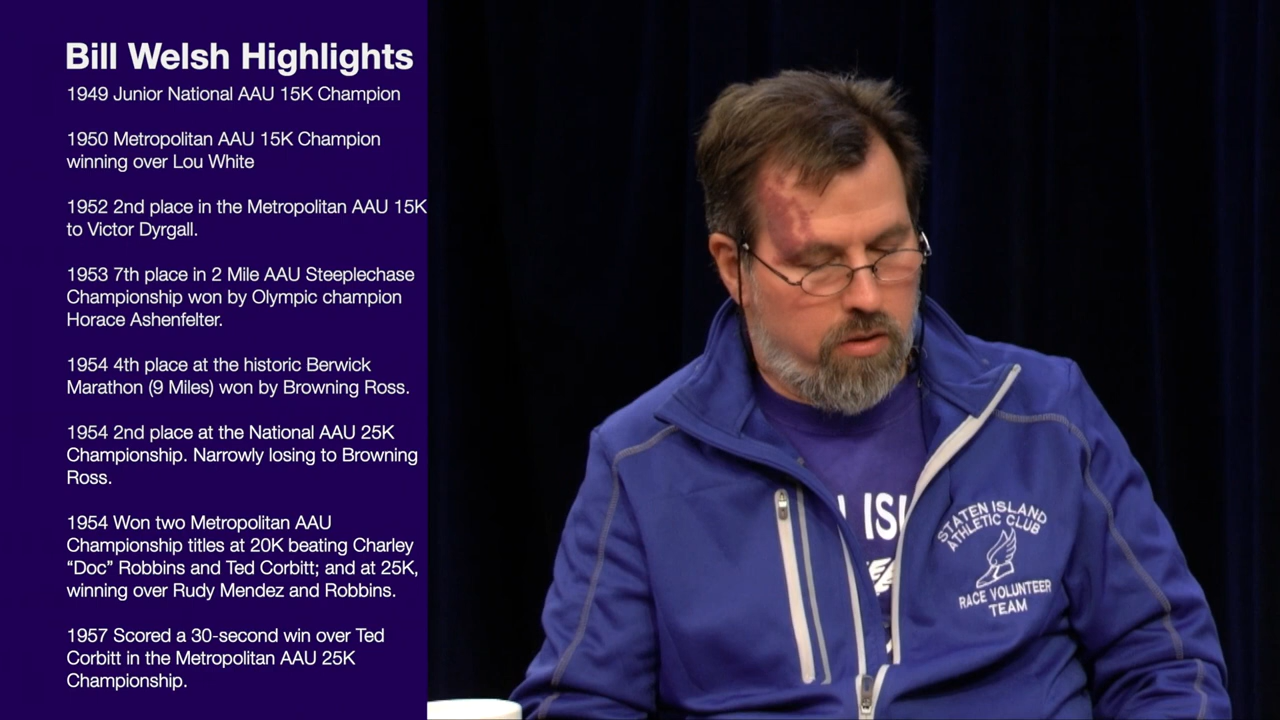 Bill Welsh Highlights
1949 Junior National AAU 15K Champion
1950 Metropolitan AAU 15K Champion
winning over Lou White
1952 2nd place in the Metropolitan AAU 15K
to Victor Dyrgall.
1953 7th place in 2 Mile AAU Steeplechase
Championship won by Olympic champion
Horace Ashenfelter.
1954 4th place at the historic Berwick
Marathon (9 Miles) won by Browning Ross.
1954 2nd place at the National AAU 25K
Championship. Narrowly losing to Browning
Ross.
1954 Won two Metropolitan AAU
Championship titles at 20K beating Charley
“Doc” Robbins and Ted Corbitt; and at 25K,
winning over Rudy Mendez and Robbins.
1957 Scored a 30-second win over Ted
Corbitt in the Metropolitan AAU 25K
Championship.
STATEN ISLAND
ATHLETIC CLUB
RACE VOLUNTEER
TEAM